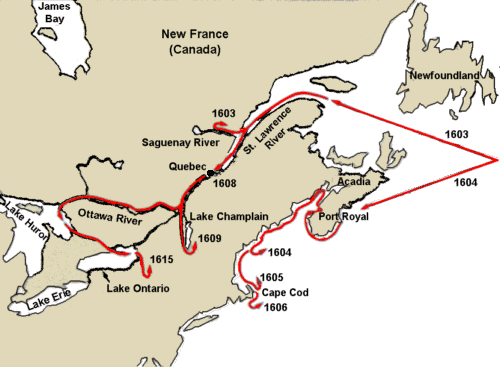 James
Bay
New France
(Canada)
Newfoundland
1603
1603
Saguenay River
St. Lawrence
River
Quebec
1608
1604
Acadia
Port Royal
Lake Champlain
Ottawa River
Lake Huron
1609
1604
1615
Lake Ontario
Lake Erie
1605
Cape Cod
1606